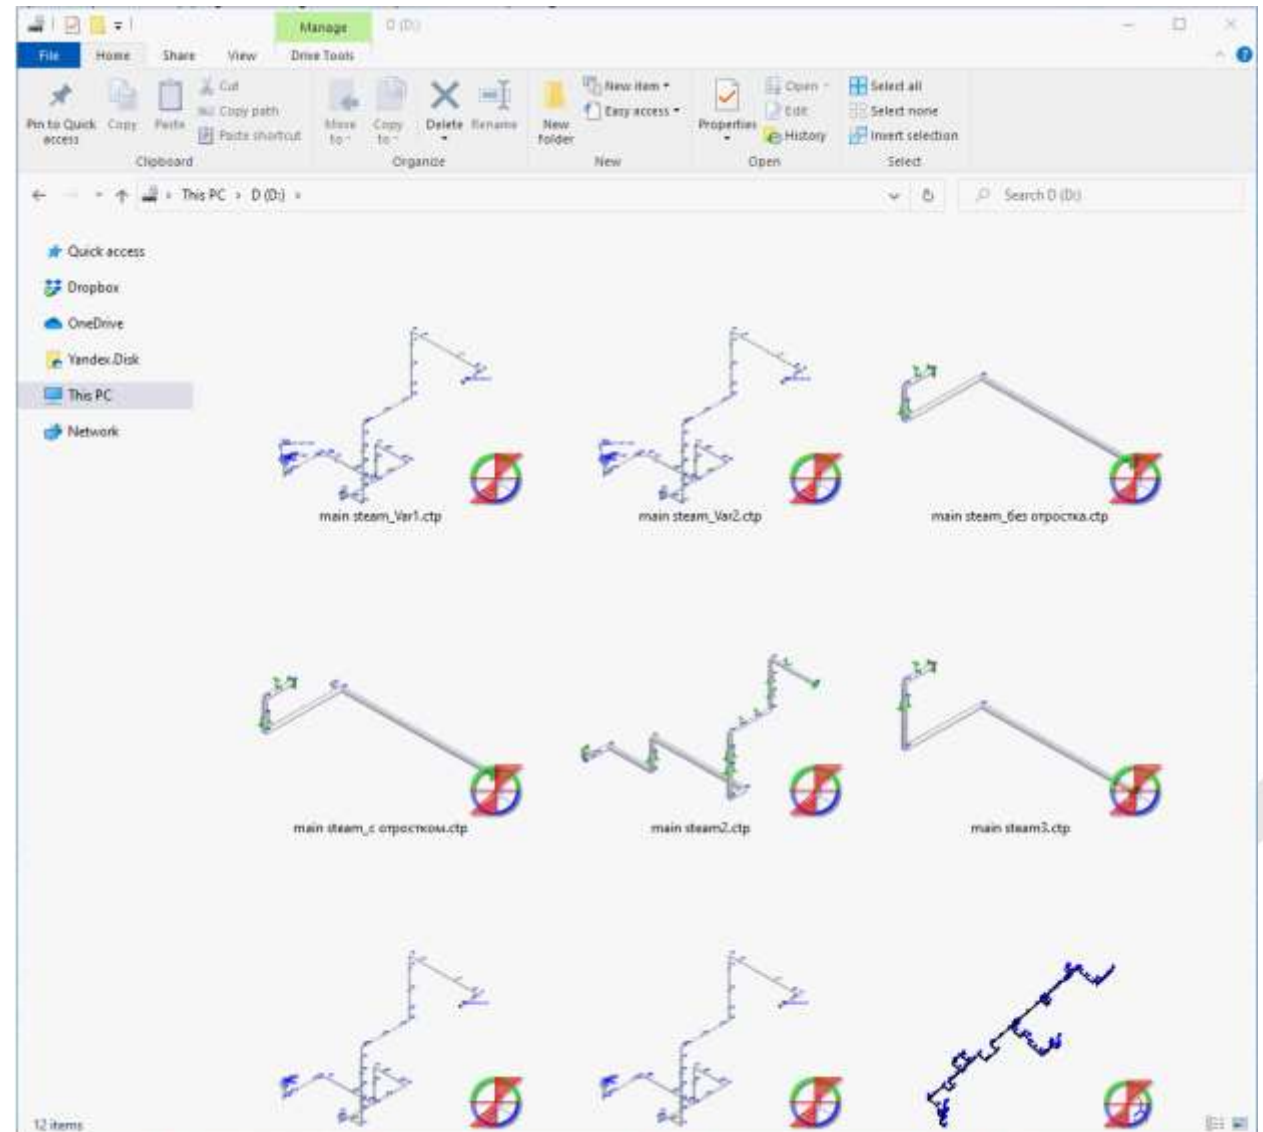 Manage D (D:)
File Home Share View Drive Tools
Pin to Quick access
Copy
Paste
Cut
Copy path
Paste shortcut
Clipboard
Move to
Copy to
Delete
Rename
Organize
New folder
New item
Easy access
New
Properties
Open
Edit
History
Open
Select all
Select none
Invert selection
Select
This PC > D (D:) >
Search D (D:)
Quick access
Dropbox
OneDrive
Yandex.Disk
This PC
Network
main steam_Var1.ctp
main steam_Var2.ctp
main steam_без отростка.ctp
main steam_с отростком.ctp
main steam2.ctp
main steam3.ctp
12 items